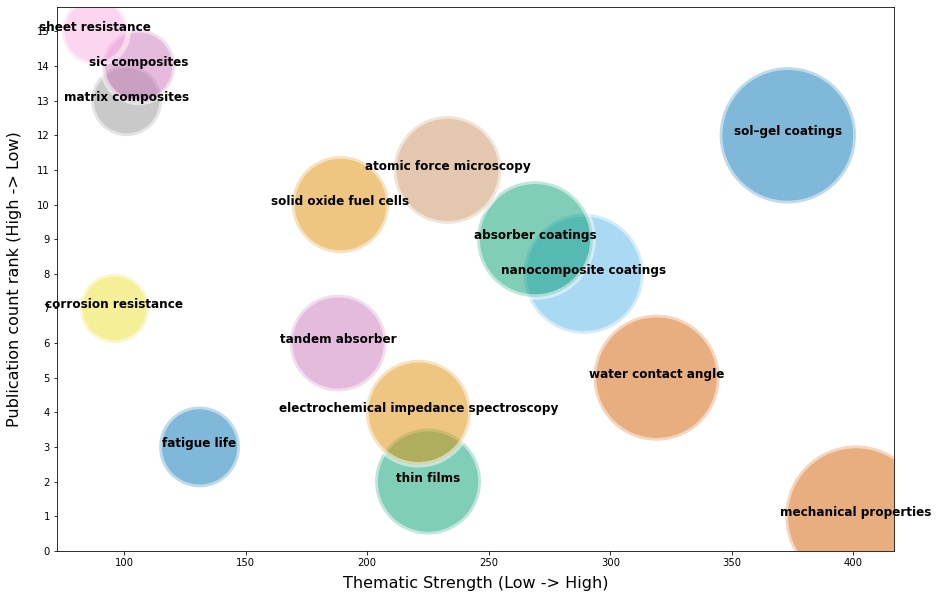 sheet resistance
15
sic composites
14
matrix composites
13
sol–gel coatings
12
atomic force microscopy
11
solid oxide fuel cells
10
absorber coatings
9
nanocomposite coatings
8
corrosion resistance
7
tandem absorber
6
water contact angle
5
electrochemical impedance spectroscopy
4
fatigue life
3
thin films
2
mechanical properties
1
0
100 150 200 250 300 350 400
Thematic Strength (Low -> High)
Publication count rank (High -> Low)